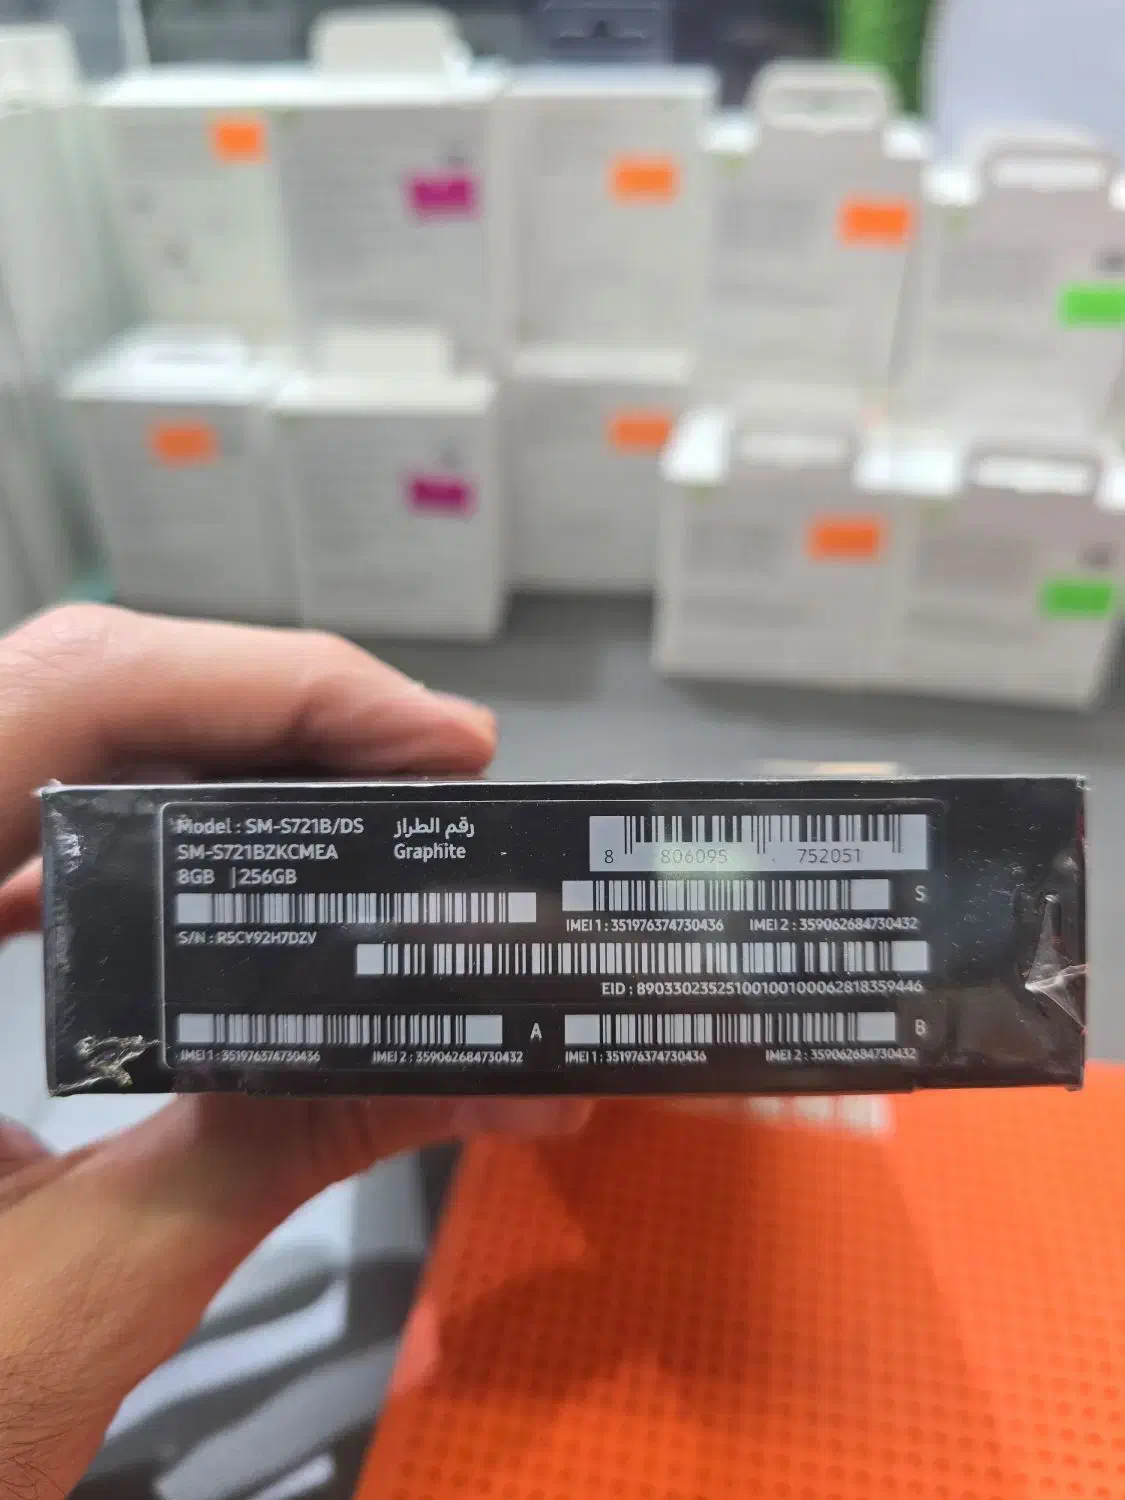 Model : SM-S721B/DS رقم الطراز
SM-S721BZKCMEA Graphite
8GB | 256GB
8 806095 752051
S
S/N : R5CY92H7DZV
IMEI 1 : 351976374730436 IMEI 2 : 359062684730432
EID : 89033023525100100100062818359446
A
B
IMEI 1 : 351976374730436 IMEI 2 : 359062684730432
IMEI 1 : 351976374730436 IMEI 2 : 359062684730432